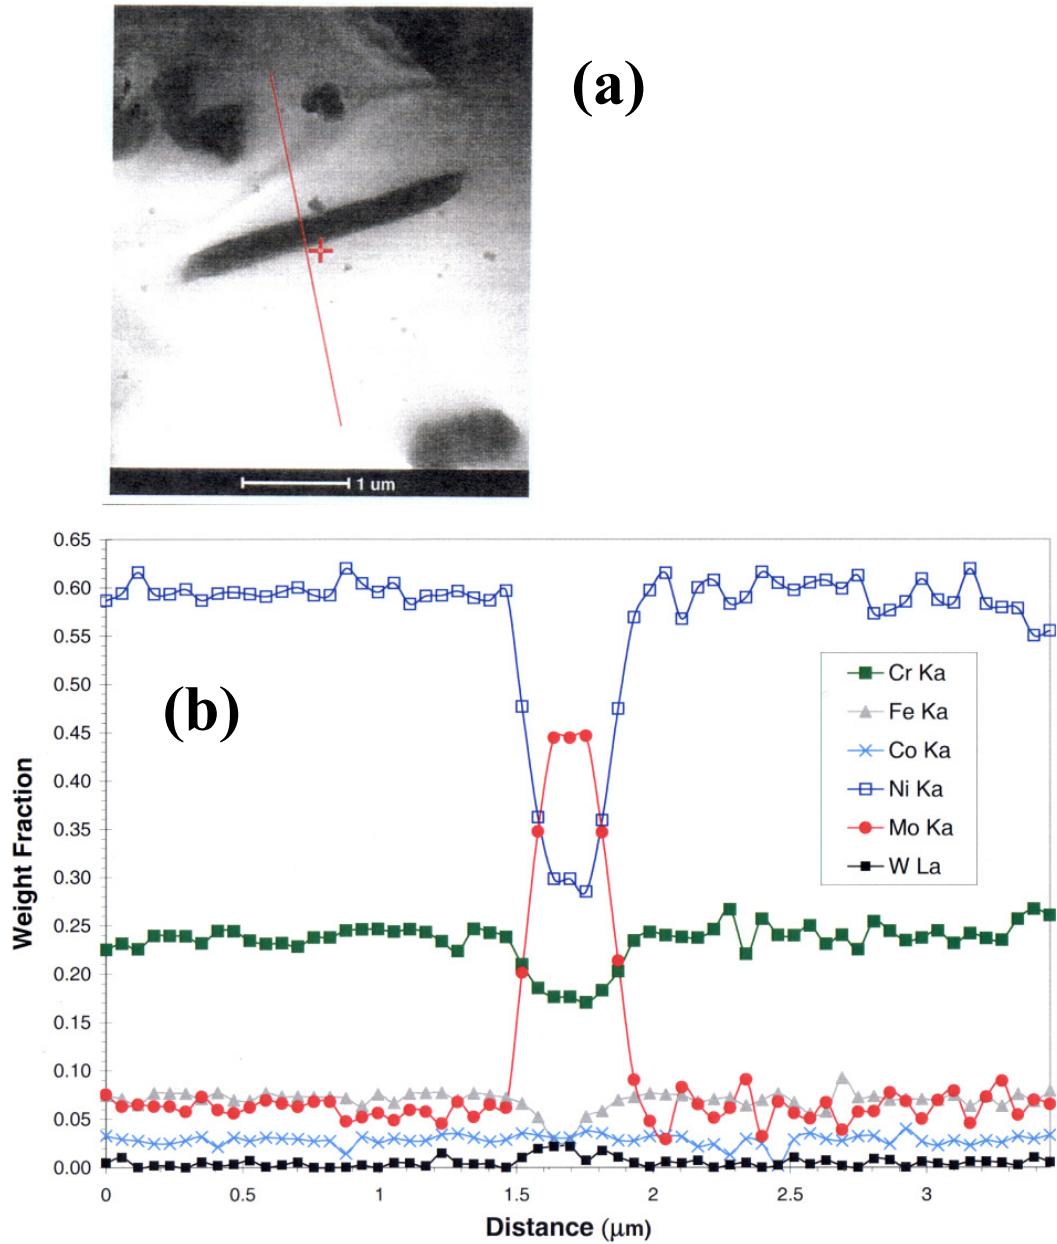 (a)
1 um
0.65
0.60
0.55
0.50
0.45
0.40
0.35
0.30
0.25
0.20
0.15
0.10
0.05
0.00
Weight Fraction
(b)
Cr Ka
Fe Ka
Co Ka
Ni Ka
Mo Ka
W La
0 0.5 1 1.5 2 2.5 3
Distance (μm)